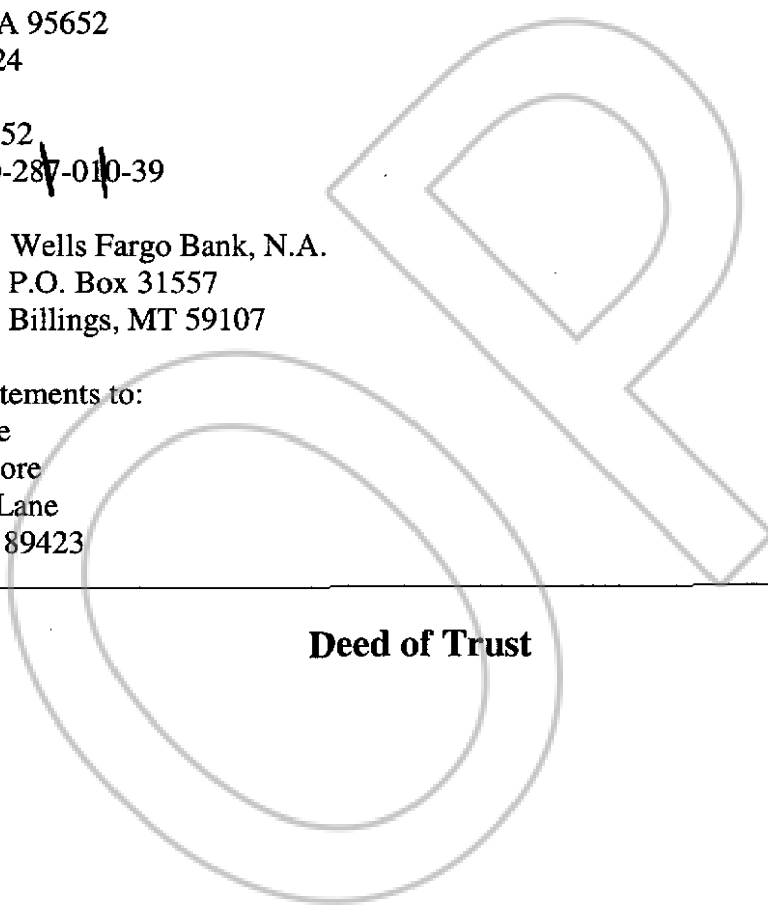 A 95652
24
52
-287-010-39
Wells Fargo Bank, N.A.
P.O. Box 31557
Billings, MT 59107
tements to:
e
ore
Lane
89423
Deed of Trust
OP